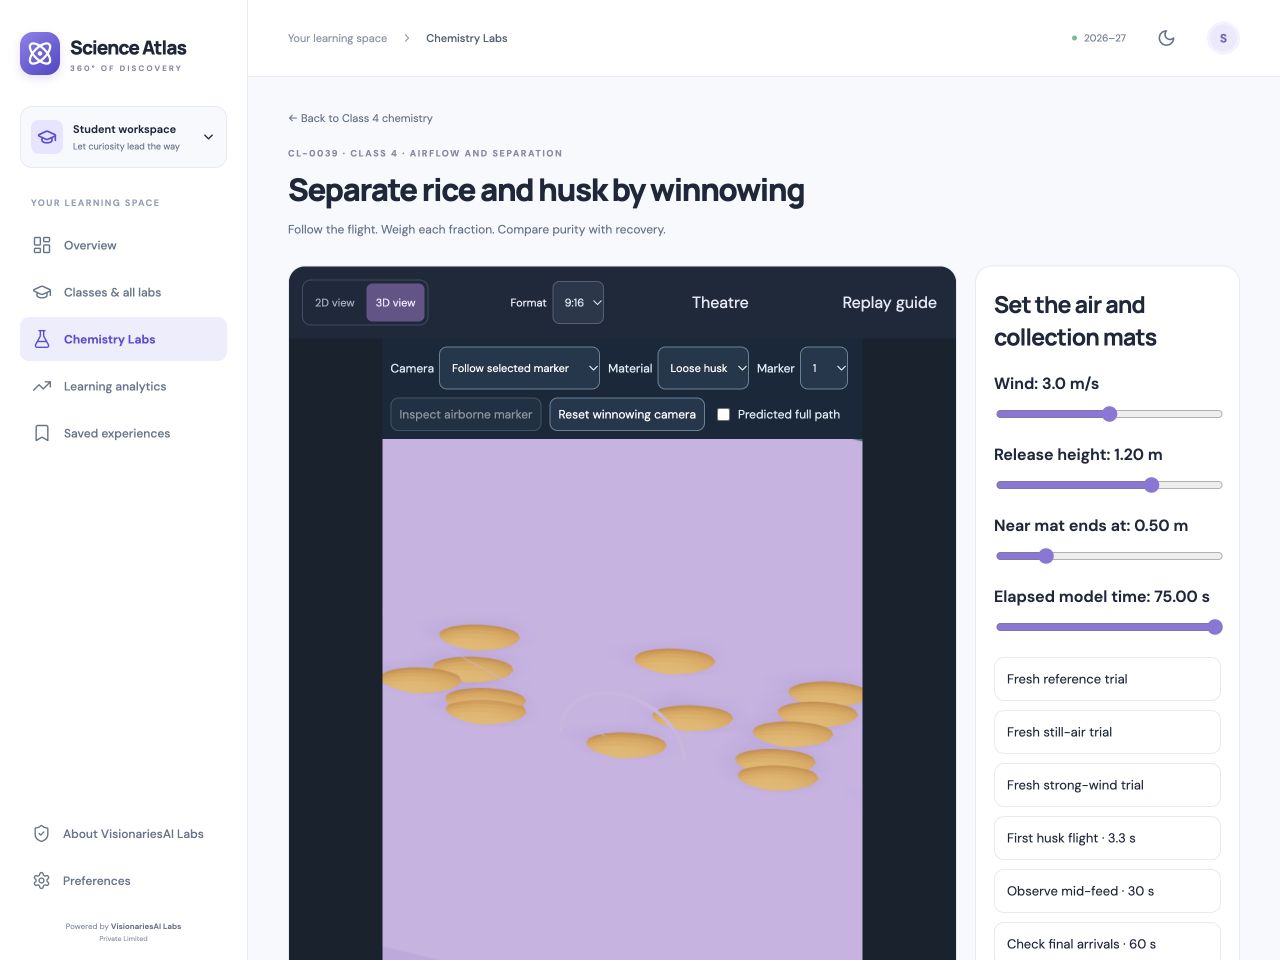 Science Atlas
360° OF DISCOVERY
Student workspace
Let curiosity lead the way
YOUR LEARNING SPACE
Overview
Classes & all labs
Chemistry Labs
Learning analytics
Saved experiences
About VisionariesAI Labs
Preferences
Powered by VisionariesAI Labs
Private Limited
Your learning space > Chemistry Labs
2026–27
S
← Back to Class 4 chemistry
CL-0039 · CLASS 4 · AIRFLOW AND SEPARATION
Separate rice and husk by winnowing
Follow the flight. Weigh each fraction. Compare purity with recovery.
2D view 3D view Format 9:16 Theatre Replay guide
Camera Follow selected marker Material Loose husk Marker 1
Inspect airborne marker Reset winnowing camera Predicted full path
Set the air and
collection mats
Wind: 3.0 m/s
Release height: 1.20 m
Near mat ends at: 0.50 m
Elapsed model time: 75.00 s
Fresh reference trial
Fresh still-air trial
Fresh strong-wind trial
First husk flight · 3.3 s
Observe mid-feed · 30 s
Check final arrivals · 60 s